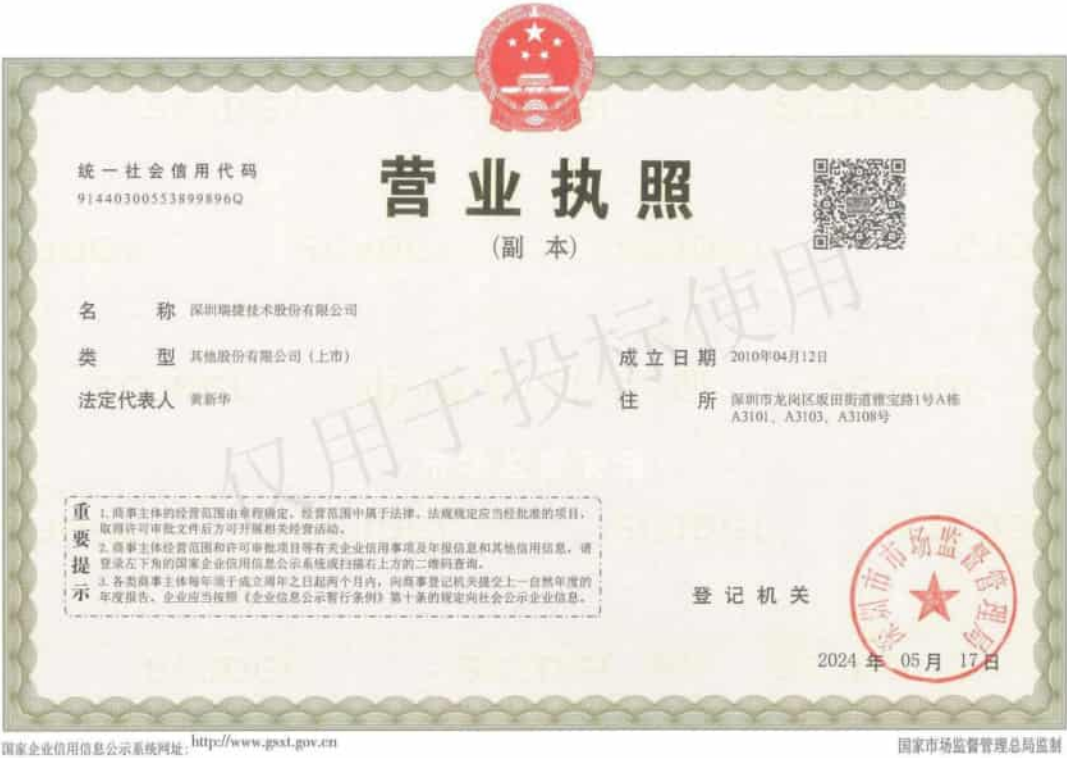 统一社会信用代码
91440300553899896Q
营业执照
(副 本)
名 称 深圳瑞捷技术股份有限公司
类 型 其他股份有限公司（上市）
成立日期 2010年04月12日
法定代表人 黄新华
住 所 深圳市龙岗区坂田街道雅宝路1号A栋
A3101、A3103、A3108号
仅用于投标使用
重要提示
1. 商事主体的经营范围由章程确定。经营范围中属于法律、法规规定应当经批准的项目，
取得许可审批文件后方可开展相关经营活动。
2. 商事主体经营范围和许可审批项目等有关企业信用事项及年报信息和其他信用信息，请
登录左下角的国家企业信用信息公示系统或扫描右上方的二维码查询。
3. 各类商事主体每年须于成立周年之日起两个月内，向商事登记机关提交上一自然年度的
年度报告。企业应当按照《企业信息公示暂行条例》第十条的规定向社会公示企业信息。
登记机关
深圳市市场监督管理局
2024 年 05 月 17 日
国家企业信用信息公示系统网址：http://www.gsxt.gov.cn
国家市场监督管理总局监制